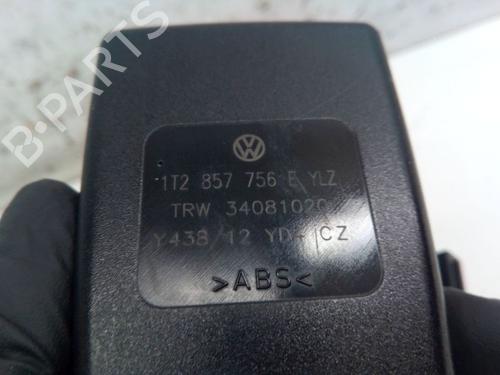 B-PARTS
1T2 857 756 E YLZ
TRW 34081020
Y438 12 YD- CZ
>ABS<